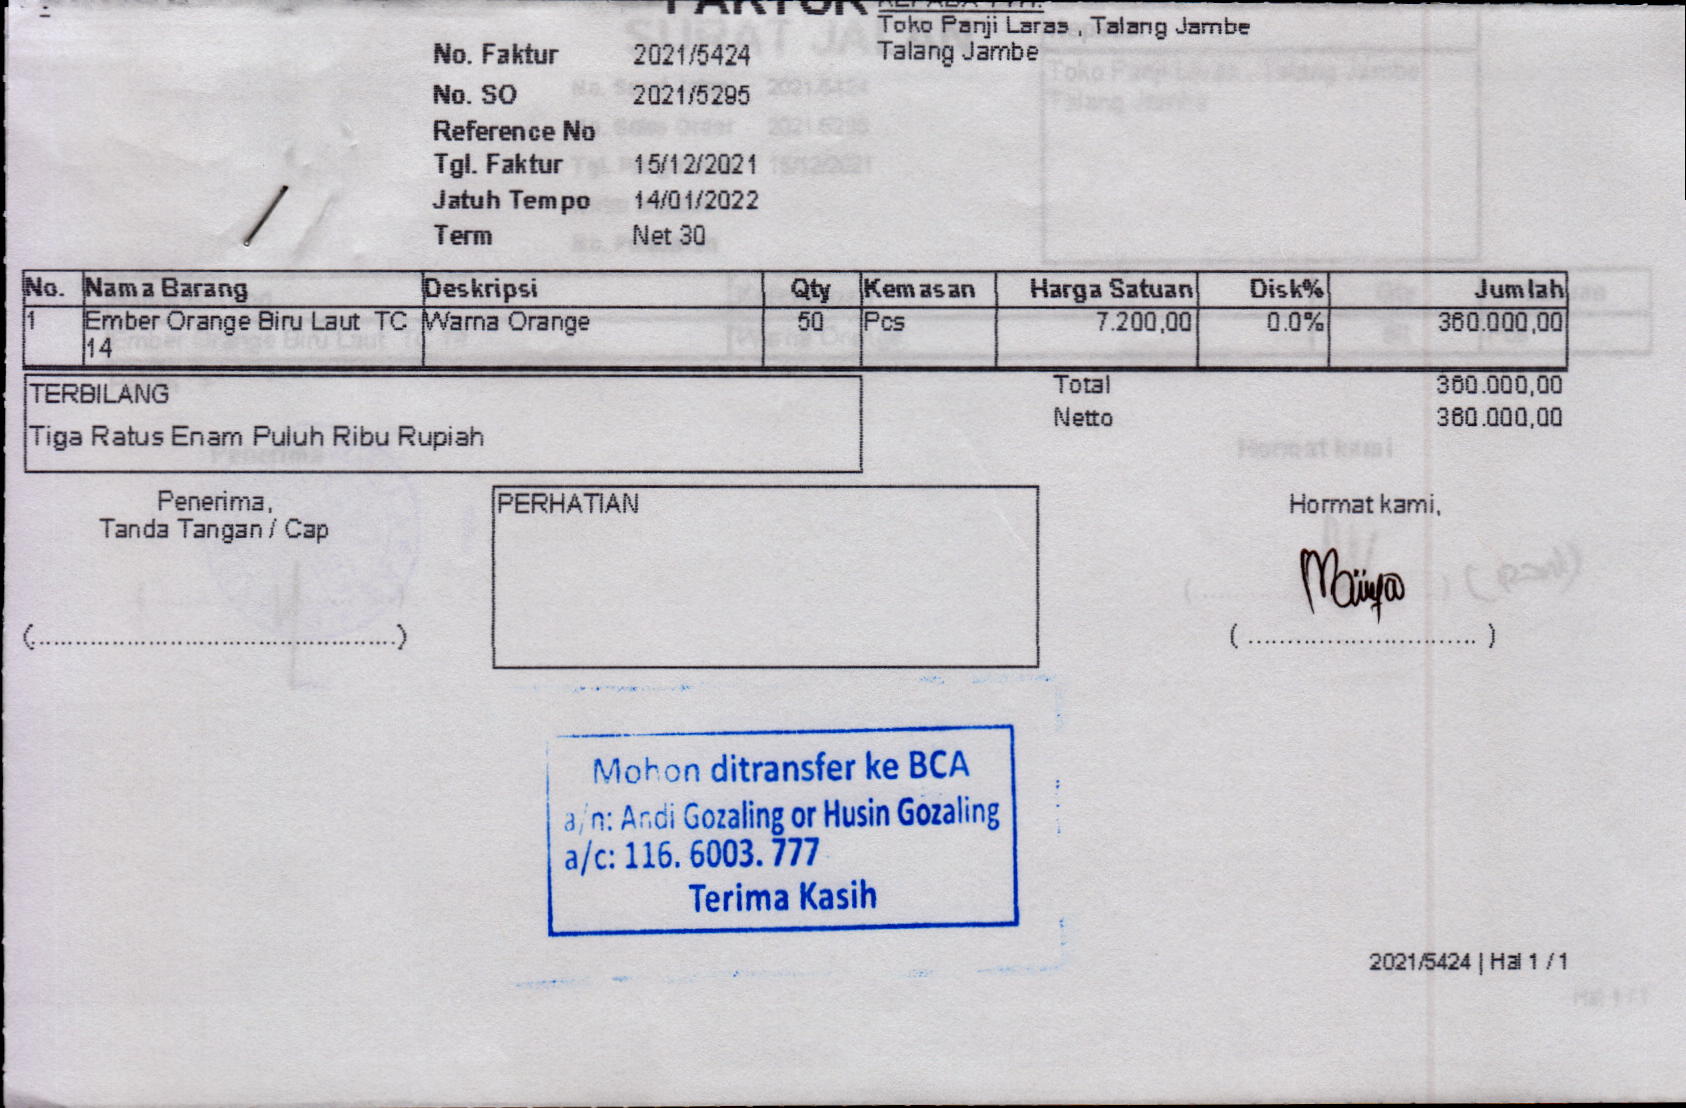 FAKTUR
KEPADA YTH.
Toko Panji Laras , Talang Jambe
Talang Jambe
No. Faktur 2021/5424
No. SO 2021/5295
Reference No
Tgl. Faktur 15/12/2021
Jatuh Tempo 14/01/2022
Term Net 30
No. Nama Barang Deskripsi Qty Kemasan Harga Satuan Disk% Jumlah
1 Ember Orange Biru Laut TC Warna Orange 50 Pcs 7.200,00 0.0% 360.000,00
14
TERBILANG
Tiga Ratus Enam Puluh Ribu Rupiah
Total 360.000,00
Netto 360.000,00
Penerima,
Tanda Tangan / Cap
(............................................)
PERHATIAN
Hormat kami,
( ............................ )
Mohon ditransfer ke BCA
a/n: Andi Gozaling or Husin Gozaling
a/c: 116. 6003. 777
Terima Kasih
2021/5424 | Hal 1 / 1